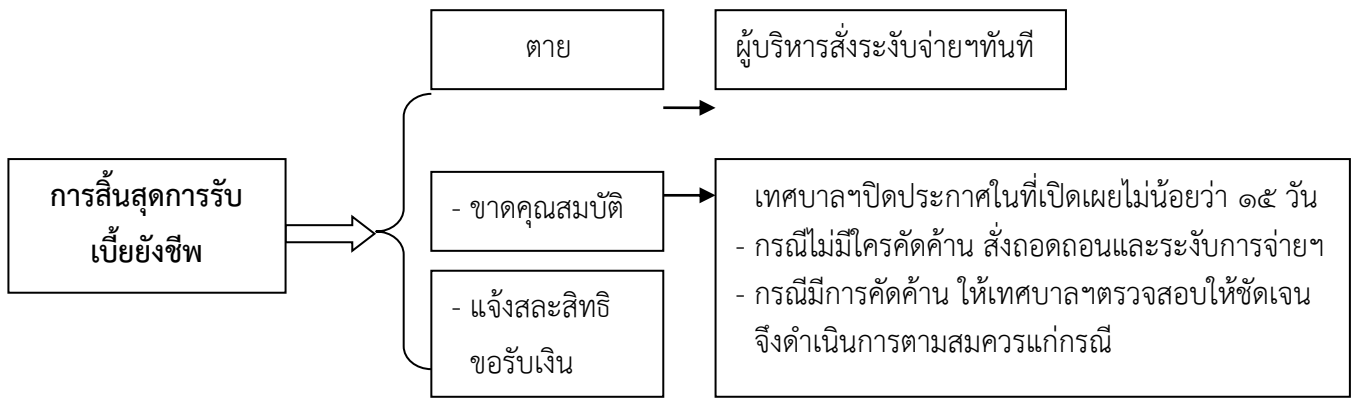 ตาย
ผู้บริหารสั่งระงับจ่ายฯทันที
การสิ้นสุดการรับ
เบี้ยยังชีพ
- ขาดคุณสมบัติ
- แจ้งสละสิทธิ
ขอรับเงิน
เทศบาลฯปิดประกาศในที่เปิดเผยไม่น้อยว่า ๑๕ วัน
- กรณีไม่มีใครคัดค้าน สั่งถอดถอนและระงับการจ่ายฯ
- กรณีมีการคัดค้าน ให้เทศบาลฯตรวจสอบให้ชัดเจน
จึงดำเนินการตามสมควรแก่กรณี